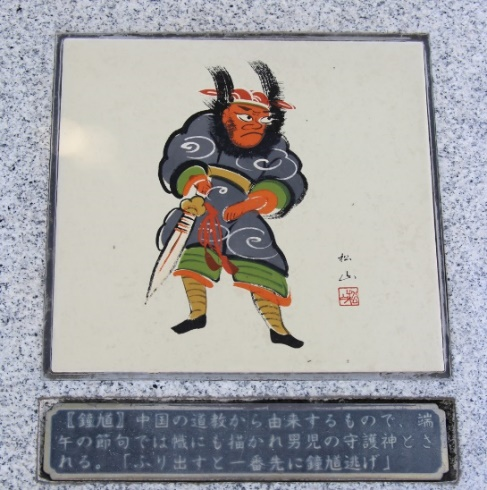 松
山
〖鍾馗〗中国の道教から由来するもので、端
午の節句では幟にも描かれ男児の守護神とさ
れる。「ふり出すと一番先に鍾馗逃げ」